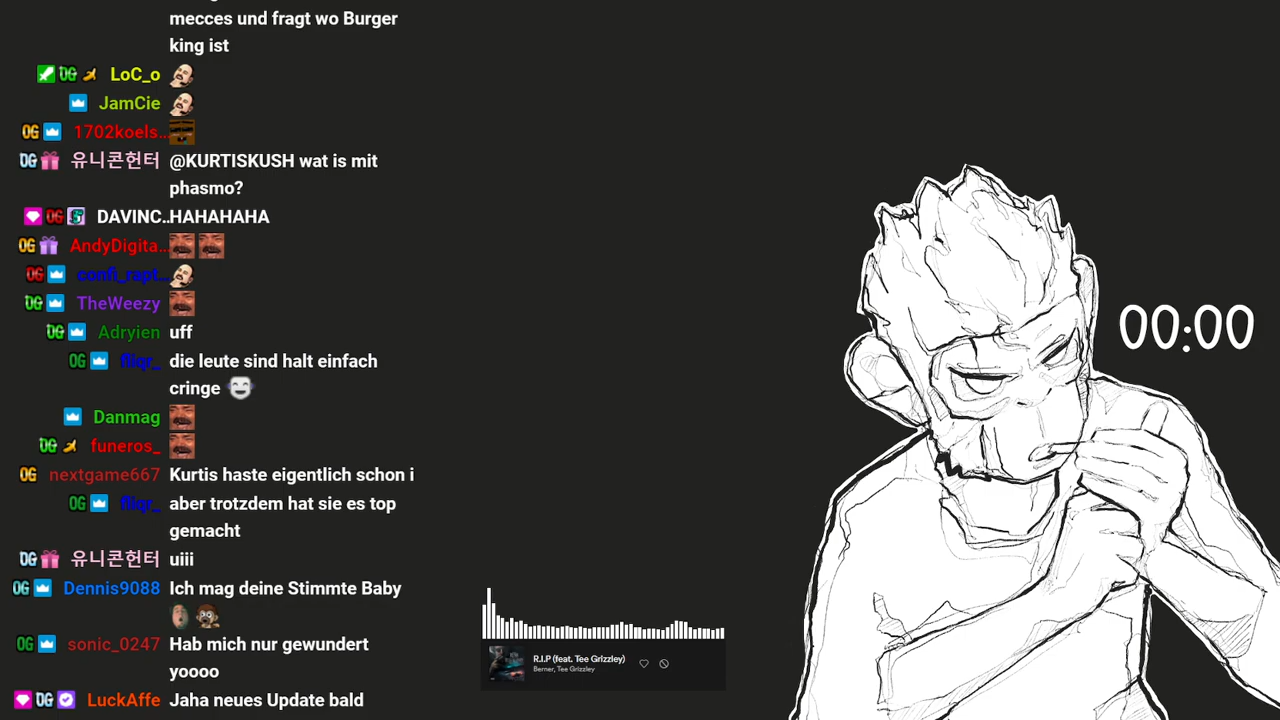 mecces und fragt wo Burger
king ist
LoC_o
JamCie
1702koels...
유니콘헌터 @KURTISKUSH wat is mit
phasmo?
DAVINC... HAHAHAHA
AndyDigita...
confi_rapt...
TheWeezy
Adryien uff
fliqr_ die leute sind halt einfach
cringe
Danmag
funeros_
nextgame667 Kurtis haste eigentlich schon i
fliqr_ aber trotzdem hat sie es top
gemacht
유니콘헌터 uiii
Dennis9088 Ich mag deine Stimmte Baby
sonic_0247 Hab mich nur gewundert
yoooo
LuckAffe Jaha neues Update bald
R.I.P (feat. Tee Grizzley)
Berner, Tee Grizzley
00:00